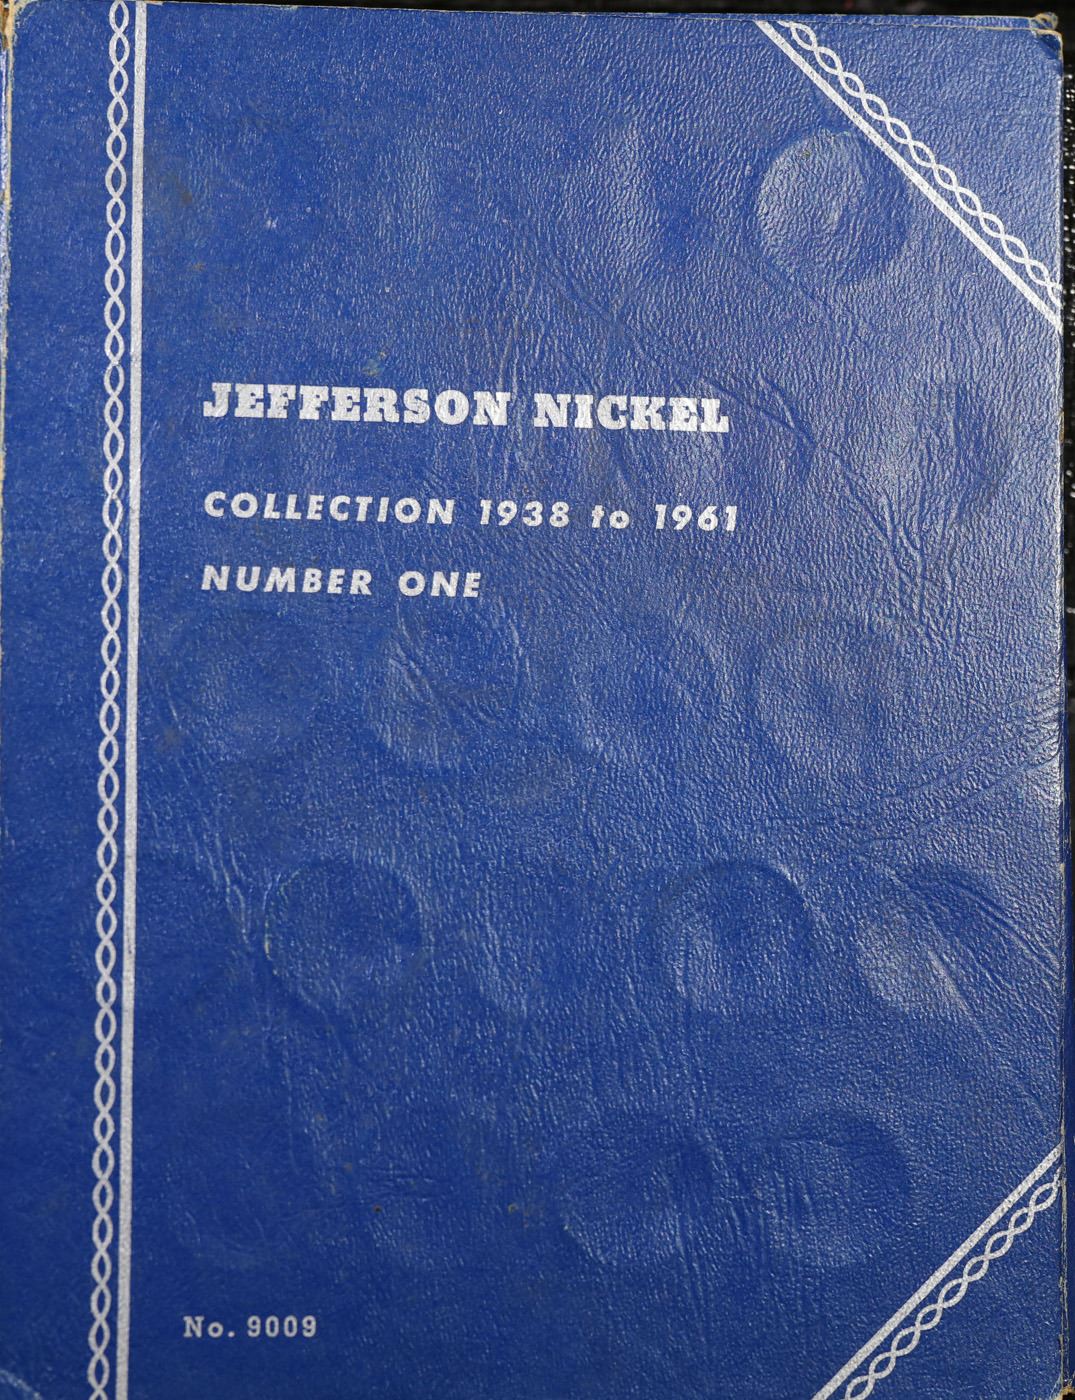 JEFFERSON NICKEL
COLLECTION 1938 to 1961
NUMBER ONE
No. 9009